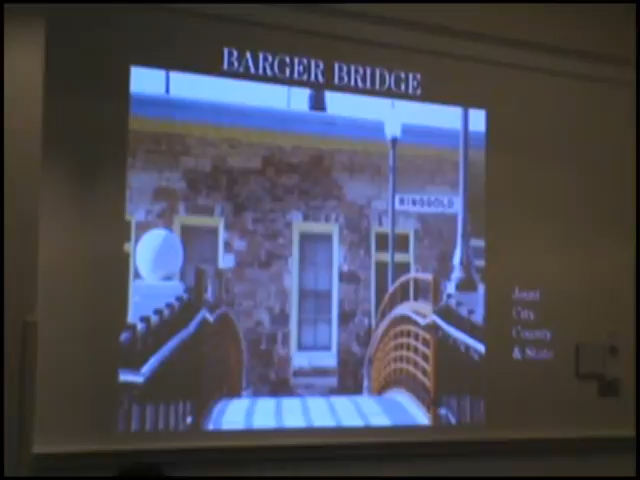 BARGER BRIDGE
RINGGOLD
Joint
City
County
& State